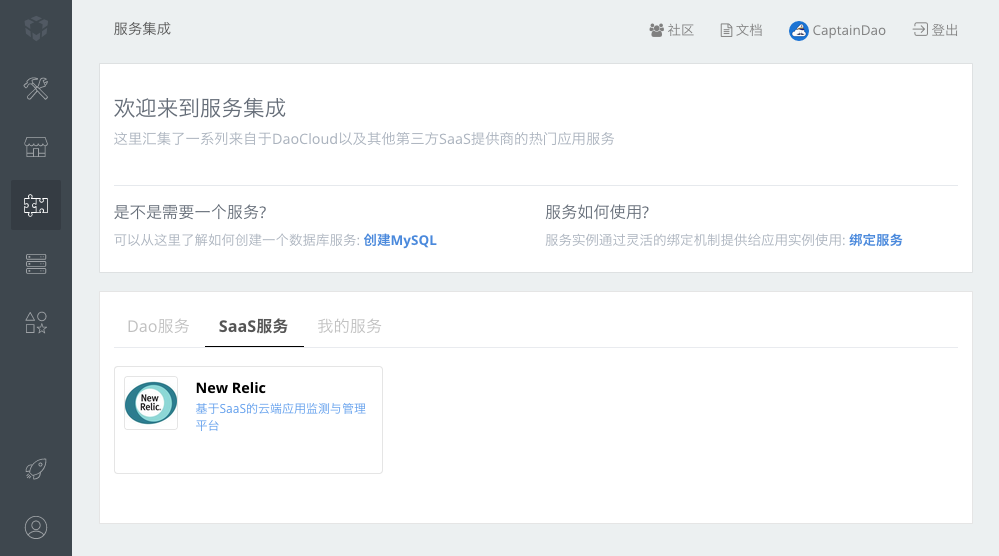 服务集成
社区
文档
CaptainDao
登出
欢迎来到服务集成
这里汇集了一系列来自于DaoCloud以及其他第三方SaaS提供商的热门应用服务
是不是需要一个服务?
可以从这里了解如何创建一个数据库服务: 创建MySQL
服务如何使用?
服务实例通过灵活的绑定机制提供给应用实例使用: 绑定服务
Dao服务
SaaS服务
我的服务
New
Relic.
New Relic
基于SaaS的云端应用监测与管理
平台